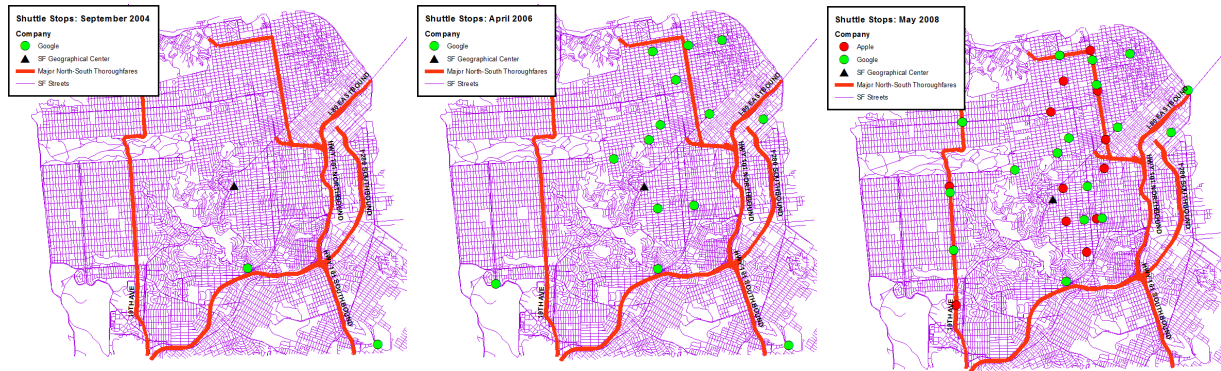 Shuttle Stops: September 2004
Company
Google
SF Geographical Center
Major North-South Thoroughfares
SF Streets
I-80 EASTBOUND
HWY 101 NORTHBOUND
I-280 SOUTHBOUND
19TH AVE
HWY 101 SOUTHBOUND
Shuttle Stops: April 2006
Company
Google
SF Geographical Center
Major North-South Thoroughfares
SF Streets
I-80 EASTBOUND
HWY 101 NORTHBOUND
I-280 SOUTHBOUND
19TH AVE
HWY 101 SOUTHBOUND
Shuttle Stops: May 2008
Company
Apple
Google
SF Geographical Center
Major North-South Thoroughfares
SF Streets
I-80 EASTBOUND
HWY 101 NORTHBOUND
I-280 SOUTHBOUND
19TH AVE
HWY 101 SOUTHBOUND